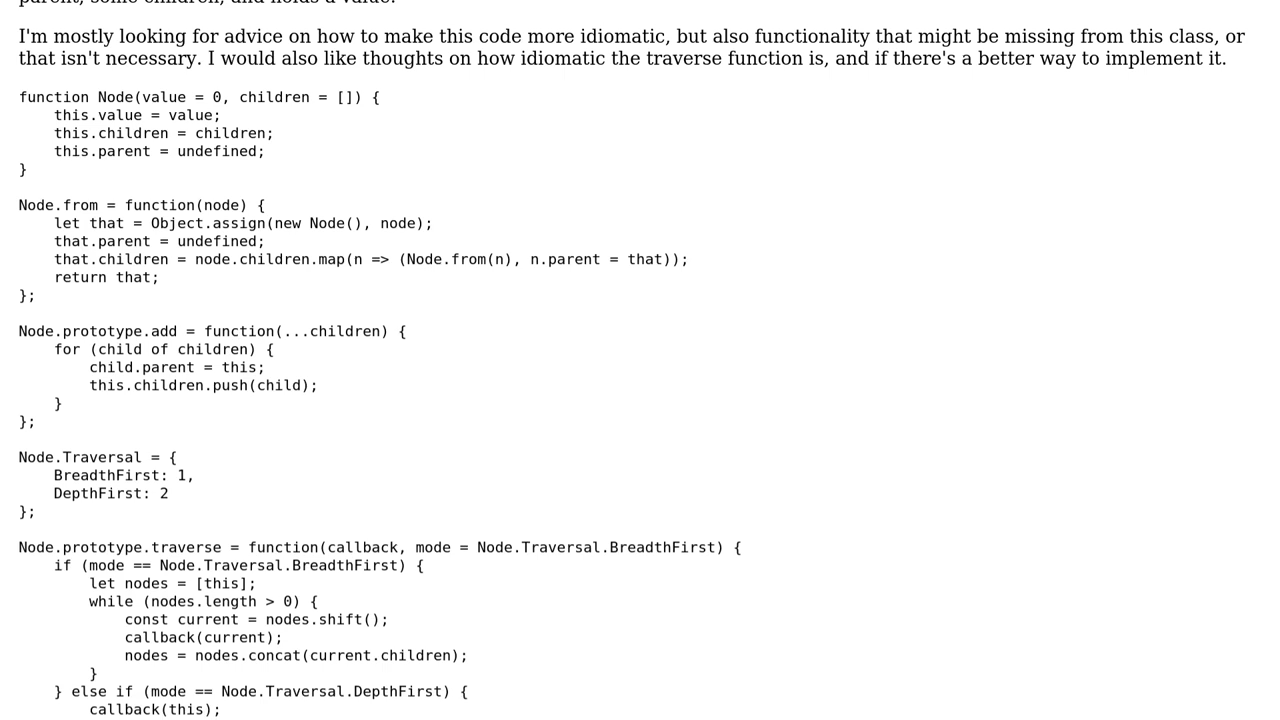 parent, some children, and holds a value.
I'm mostly looking for advice on how to make this code more idiomatic, but also functionality that might be missing from this class, or
that isn't necessary. I would also like thoughts on how idiomatic the traverse function is, and if there's a better way to implement it.
function Node(value = 0, children = []) {
    this.value = value;
    this.children = children;
    this.parent = undefined;
}
Node.from = function(node) {
    let that = Object.assign(new Node(), node);
    that.parent = undefined;
    that.children = node.children.map(n => (Node.from(n), n.parent = that));
    return that;
};
Node.prototype.add = function(...children) {
    for (child of children) {
        child.parent = this;
        this.children.push(child);
    }
};
Node.Traversal = {
    BreadthFirst: 1,
    DepthFirst: 2
};
Node.prototype.traverse = function(callback, mode = Node.Traversal.BreadthFirst) {
    if (mode == Node.Traversal.BreadthFirst) {
        let nodes = [this];
        while (nodes.length > 0) {
            const current = nodes.shift();
            callback(current);
            nodes = nodes.concat(current.children);
        }
    } else if (mode == Node.Traversal.DepthFirst) {
        callback(this);